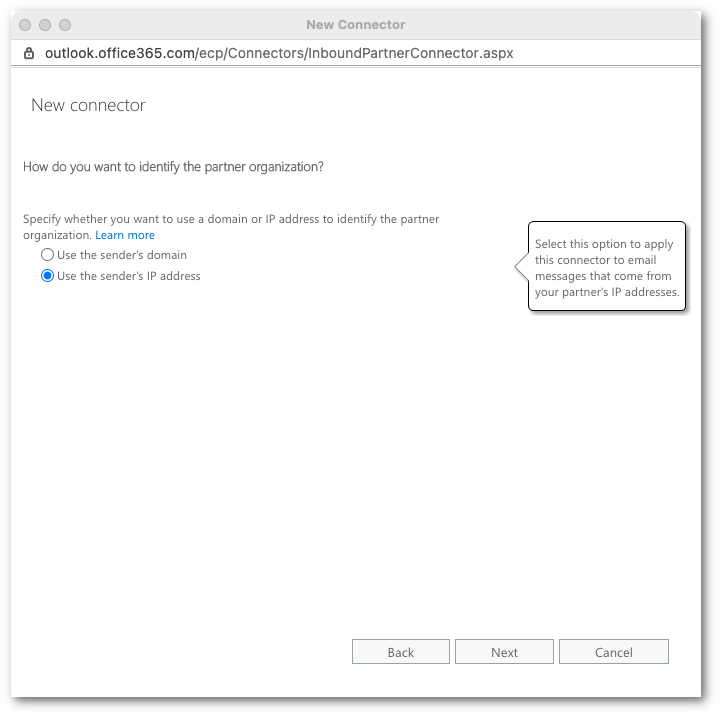 New Connector
outlook.office365.com/ecp/Connectors/InboundPartnerConnector.aspx
New connector
How do you want to identify the partner organization?
Specify whether you want to use a domain or IP address to identify the partner
organization. Learn more
Use the sender's domain
Use the sender's IP address
Select this option to apply
this connector to email
messages that come from
your partner's IP addresses.
Back
Next
Cancel